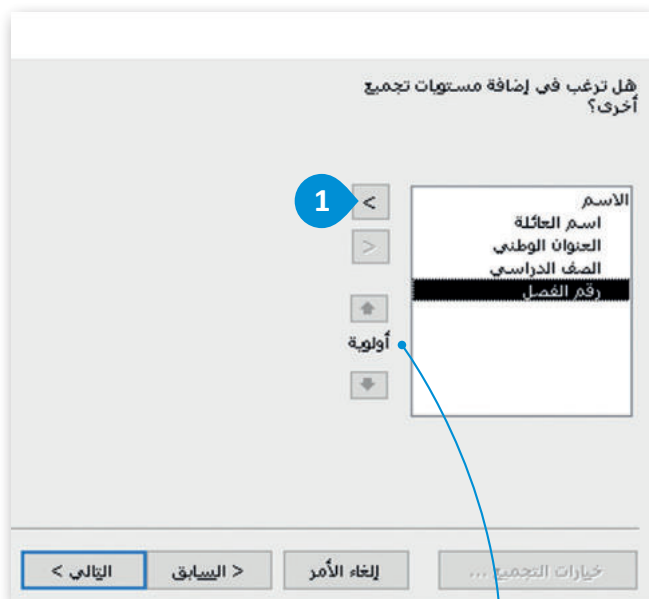 هل ترغب في إضافة مستويات تجميع
أخرى؟
الاسم
اسم العائلة
العنوان الوطني
الصف الدراسي
رقم الفصل
1
<
>
أولوية
خيارات التجميع ...
إلغاء الأمر
< السابق
التالي >